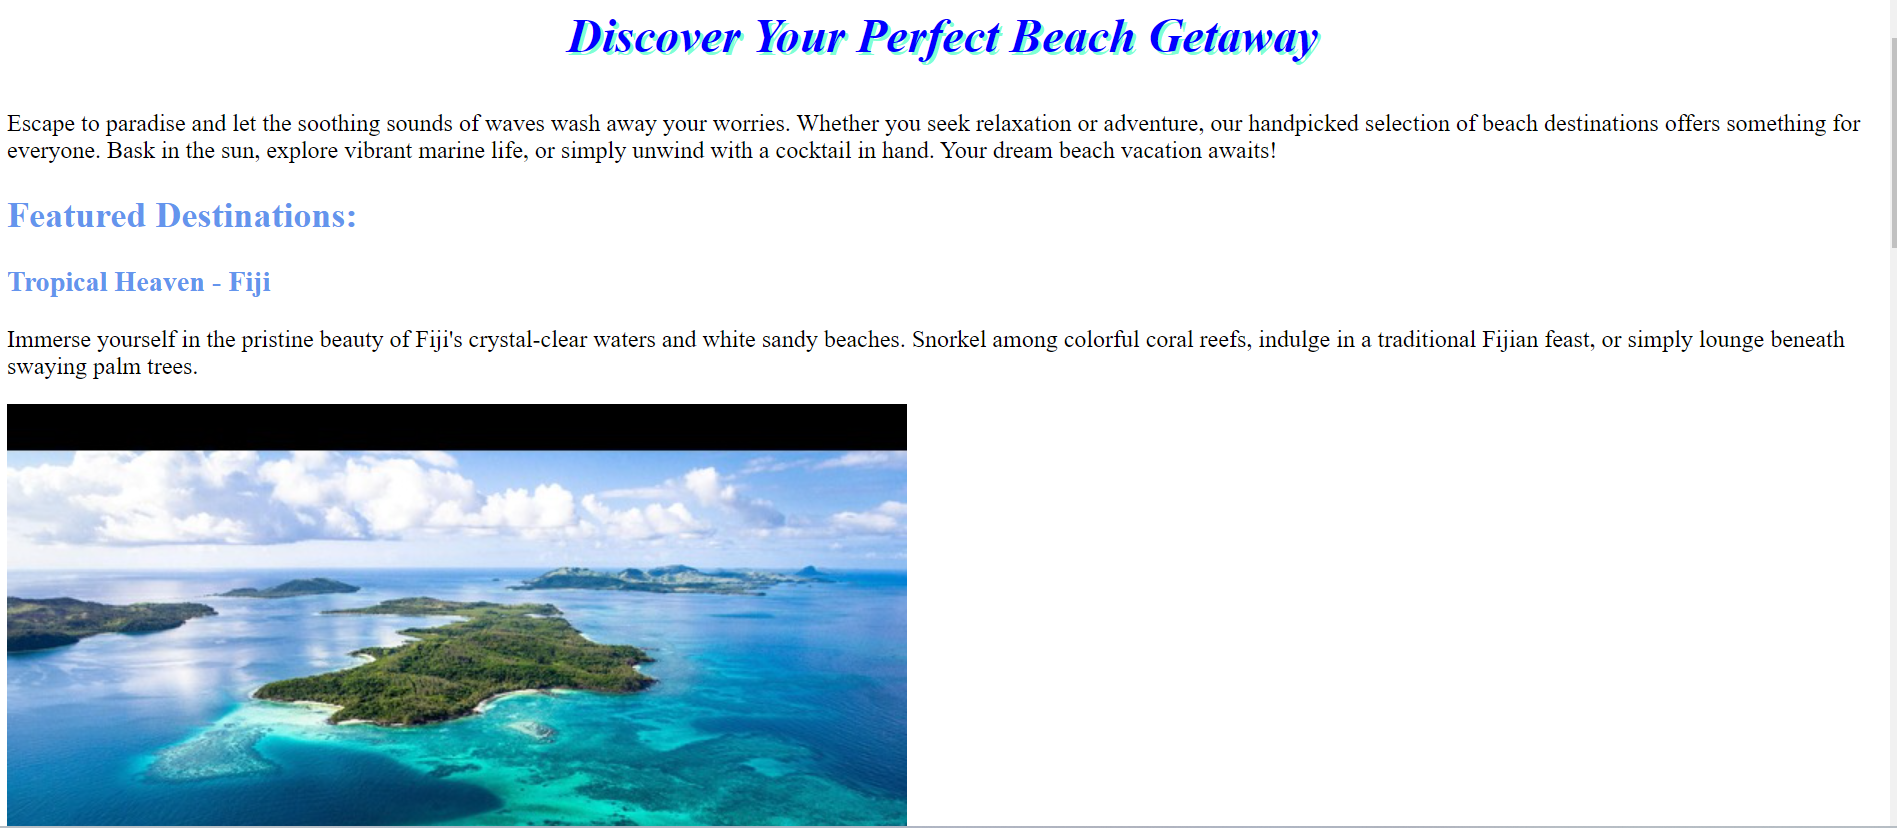 Discover Your Perfect Beach Getaway
Escape to paradise and let the soothing sounds of waves wash away your worries. Whether you seek relaxation or adventure, our handpicked selection of beach destinations offers something for
everyone. Bask in the sun, explore vibrant marine life, or simply unwind with a cocktail in hand. Your dream beach vacation awaits!
Featured Destinations:
Tropical Heaven - Fiji
Immerse yourself in the pristine beauty of Fiji's crystal-clear waters and white sandy beaches. Snorkel among colorful coral reefs, indulge in a traditional Fijian feast, or simply lounge beneath
swaying palm trees.